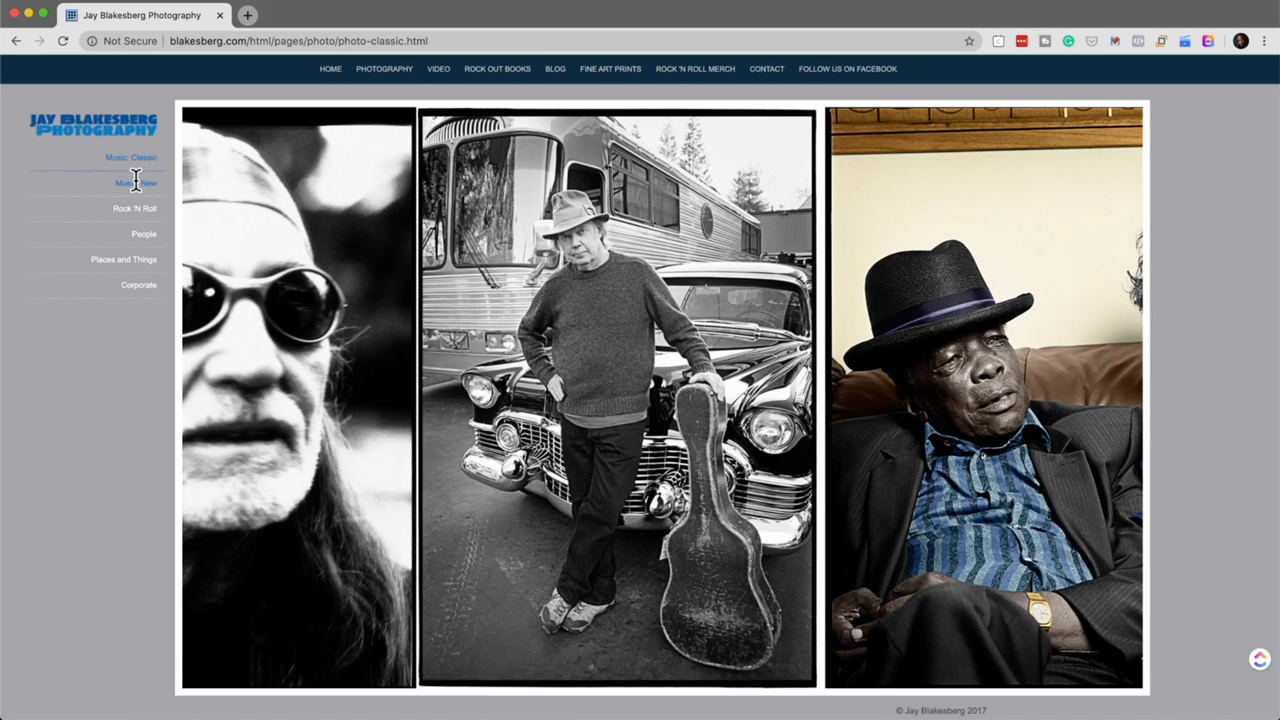 Jay Blakesberg Photography
Not Secure
blakesberg.com/html/pages/photo/photo-classic.html
HOME PHOTOGRAPHY VIDEO ROCK OUT BOOKS BLOG FINE ART PRINTS ROCK 'N ROLL MERCH CONTACT FOLLOW US ON FACEBOOK
JAY BLAKESBERG
PHOTOGRAPHY
Music: Classic
Music: New
Rock 'N Roll
People
Places and Things
Corporate
© Jay Blakesberg 2017